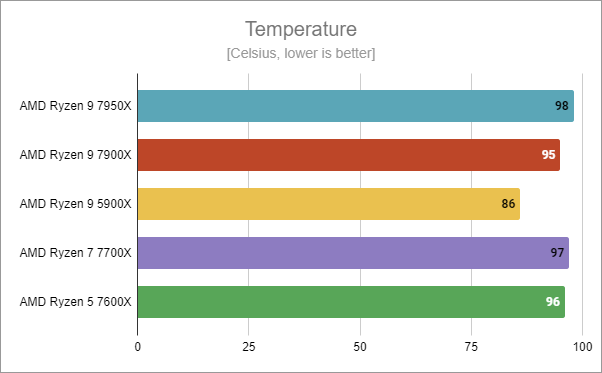 Temperature
[Celsius, lower is better]
AMD Ryzen 9 7950X 98
AMD Ryzen 9 7900X 95
AMD Ryzen 9 5900X 86
AMD Ryzen 7 7700X 97
AMD Ryzen 5 7600X 96
0 25 50 75 100